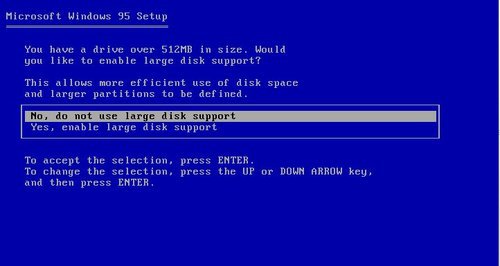 Microsoft Windows 95 Setup
You have a drive over 512MB in size. Would
you like to enable large disk support?
This allows more efficient use of disk space
and larger partitions to be defined.
No, do not use large disk support
Yes, enable large disk support
To accept the selection, press ENTER.
To change the selection, press the UP or DOWN ARROW key,
and then press ENTER.